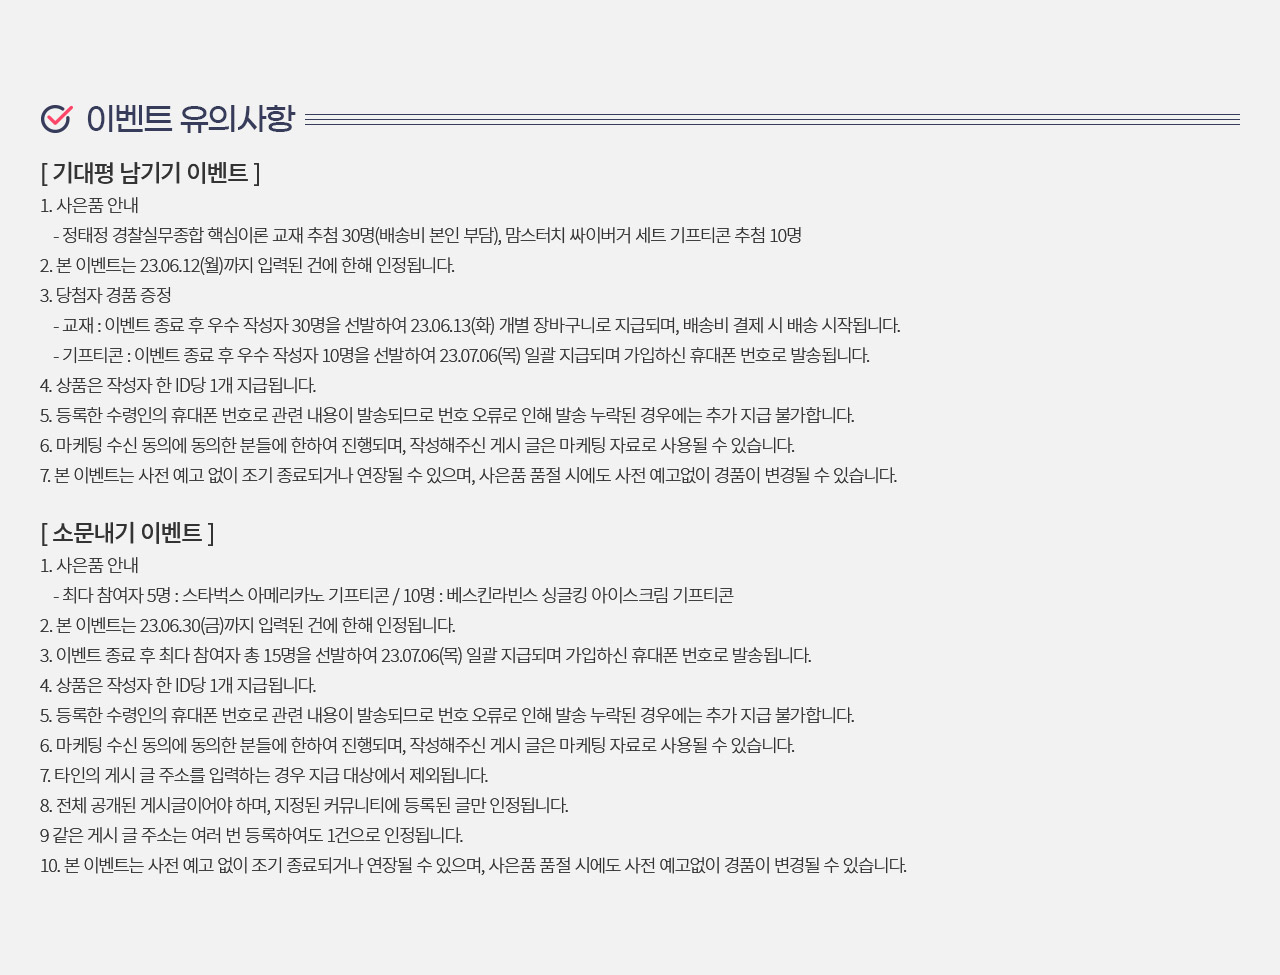 이벤트 유의사항
[ 기대평 남기기 이벤트 ]
1. 사은품 안내
- 정태정 경찰실무종합 핵심이론 교재 추첨 30명(배송비 본인 부담), 맘스터치 싸이버거 세트 기프티콘 추첨 10명
2. 본 이벤트는 23.06.12(월)까지 입력된 건에 한해 인정됩니다.
3. 당첨자 경품 증정
- 교재 : 이벤트 종료 후 우수 작성자 30명을 선발하여 23.06.13(화) 개별 장바구니로 지급되며, 배송비 결제 시 배송 시작됩니다.
- 기프티콘 : 이벤트 종료 후 우수 작성자 10명을 선발하여 23.07.06(목) 일괄 지급되며 가입하신 휴대폰 번호로 발송됩니다.
4. 상품은 작성자 한 ID당 1개 지급됩니다.
5. 등록한 수령인의 휴대폰 번호로 관련 내용이 발송되므로 번호 오류로 인해 발송 누락된 경우에는 추가 지급 불가합니다.
6. 마케팅 수신 동의에 동의한 분들에 한하여 진행되며, 작성해주신 게시 글은 마케팅 자료로 사용될 수 있습니다.
7. 본 이벤트는 사전 예고 없이 조기 종료되거나 연장될 수 있으며, 사은품 품절 시에도 사전 예고없이 경품이 변경될 수 있습니다.
[ 소문내기 이벤트 ]
1. 사은품 안내
- 최다 참여자 5명 : 스타벅스 아메리카노 기프티콘 / 10명 : 베스킨라빈스 싱글킹 아이스크림 기프티콘
2. 본 이벤트는 23.06.30(금)까지 입력된 건에 한해 인정됩니다.
3. 이벤트 종료 후 최다 참여자 총 15명을 선발하여 23.07.06(목) 일괄 지급되며 가입하신 휴대폰 번호로 발송됩니다.
4. 상품은 작성자 한 ID당 1개 지급됩니다.
5. 등록한 수령인의 휴대폰 번호로 관련 내용이 발송되므로 번호 오류로 인해 발송 누락된 경우에는 추가 지급 불가합니다.
6. 마케팅 수신 동의에 동의한 분들에 한하여 진행되며, 작성해주신 게시 글은 마케팅 자료로 사용될 수 있습니다.
7. 타인의 게시 글 주소를 입력하는 경우 지급 대상에서 제외됩니다.
8. 전체 공개된 게시글이어야 하며, 지정된 커뮤니티에 등록된 글만 인정됩니다.
9 같은 게시 글 주소는 여러 번 등록하여도 1건으로 인정됩니다.
10. 본 이벤트는 사전 예고 없이 조기 종료되거나 연장될 수 있으며, 사은품 품절 시에도 사전 예고없이 경품이 변경될 수 있습니다.